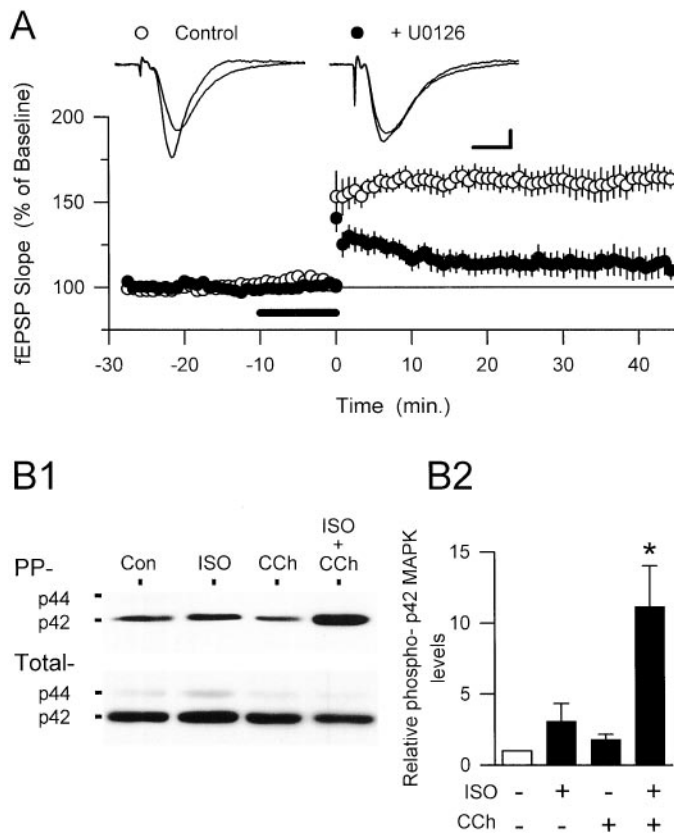 A
Control
+ U0126
200
150
100
fEPSP Slope (% of Baseline)
-30 -20 -10 0 10 20 30 40
Time (min.)
B1
Con ISO CCh ISO + CCh
PP-
p44
p42
Total-
p44
p42
B2
15
*
10
5
0
Relative phospho- p42 MAPK levels
ISO - + - +
CCh - - + +